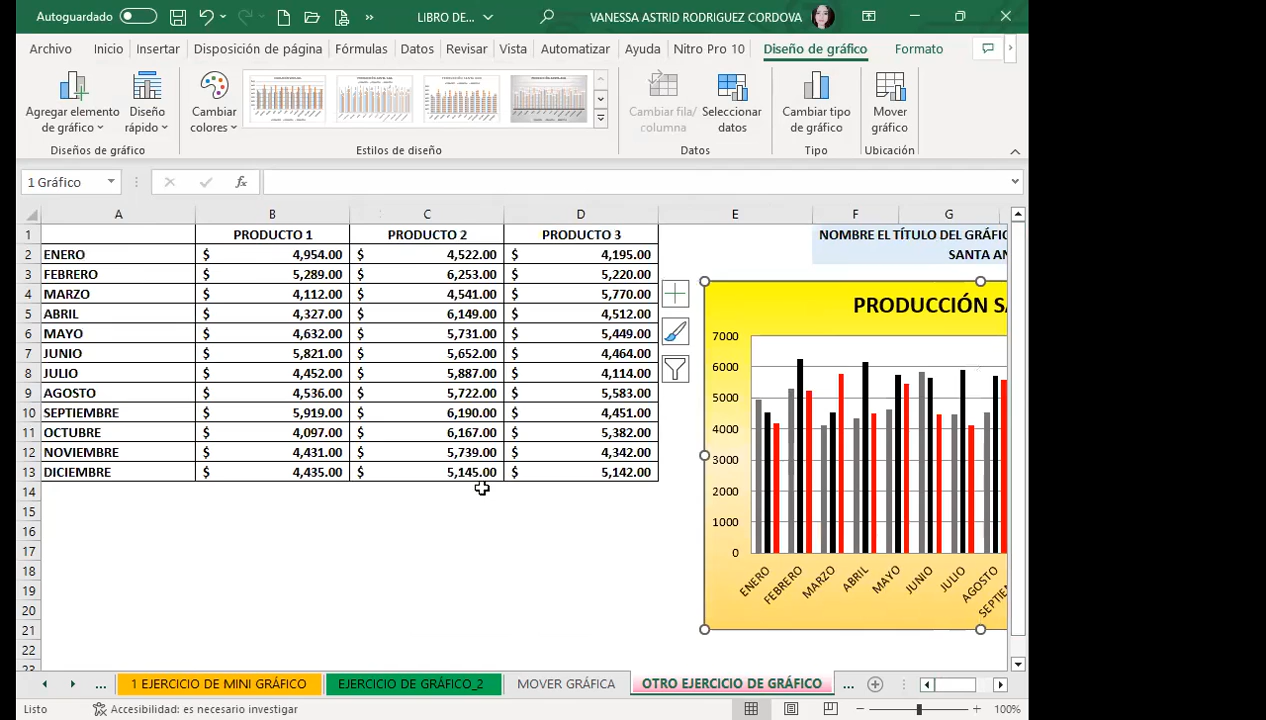 Autoguardado LIBRO DE... VANESSA ASTRID RODRIGUEZ CORDOVA
Archivo Inicio Insertar Disposición de página Fórmulas Datos Revisar Vista Automatizar Ayuda Nitro Pro 10 Diseño de gráfico Formato
Agregar elemento de gráfico
Diseño rápido
Cambiar colores
Cambiar fila/ columna
Seleccionar datos
Cambiar tipo de gráfico
Mover gráfico
Diseños de gráfico Estilos de diseño Datos Tipo Ubicación
1 Gráfico fx
A B C D E F G
1 PRODUCTO 1 PRODUCTO 2 PRODUCTO 3 NOMBRE EL TÍTULO DEL GRÁFIC
2 ENERO $ 4,954.00 $ 4,522.00 $ 4,195.00 SANTA AN
3 FEBRERO $ 5,289.00 $ 6,253.00 $ 5,220.00
4 MARZO $ 4,112.00 $ 4,541.00 $ 5,770.00
5 ABRIL $ 4,327.00 $ 6,149.00 $ 4,512.00
6 MAYO $ 4,632.00 $ 5,731.00 $ 5,449.00
7 JUNIO $ 5,821.00 $ 5,652.00 $ 4,464.00
8 JULIO $ 4,452.00 $ 5,887.00 $ 4,114.00
9 AGOSTO $ 4,536.00 $ 5,722.00 $ 5,583.00
10 SEPTIEMBRE $ 5,919.00 $ 6,190.00 $ 4,451.00
11 OCTUBRE $ 4,097.00 $ 6,167.00 $ 5,382.00
12 NOVIEMBRE $ 4,431.00 $ 5,739.00 $ 4,342.00
13 DICIEMBRE $ 4,435.00 $ 5,145.00 $ 5,142.00
14
15
16
17
18
19
20
21
22
23
PRODUCCIÓN SA
7000
6000
5000
4000
3000
2000
1000
0
ENERO FEBRERO MARZO ABRIL MAYO JUNIO JULIO AGOSTO SEPTIEN
... 1 EJERCICIO DE MINI GRÁFICO EJERCICIO DE GRÁFICO_2 MOVER GRÁFICA OTRO EJERCICIO DE GRÁFICO ...
Listo Accesibilidad: es necesario investigar 100%